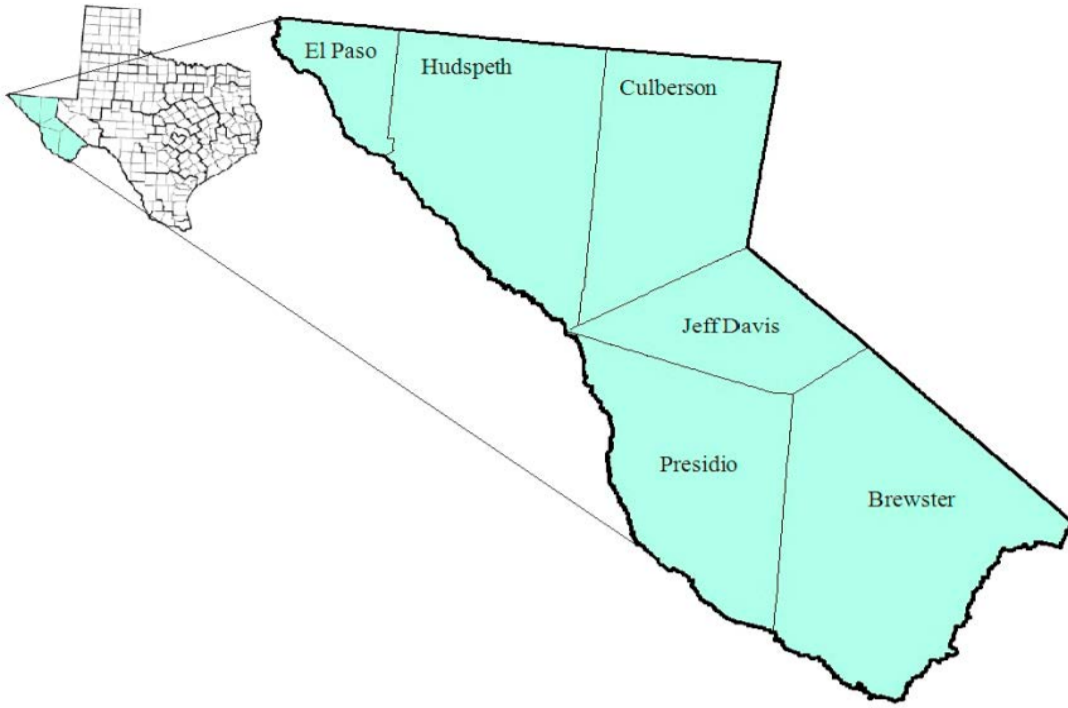 El Paso
Hudspeth
Culberson
Jeff Davis
Presidio
Brewster